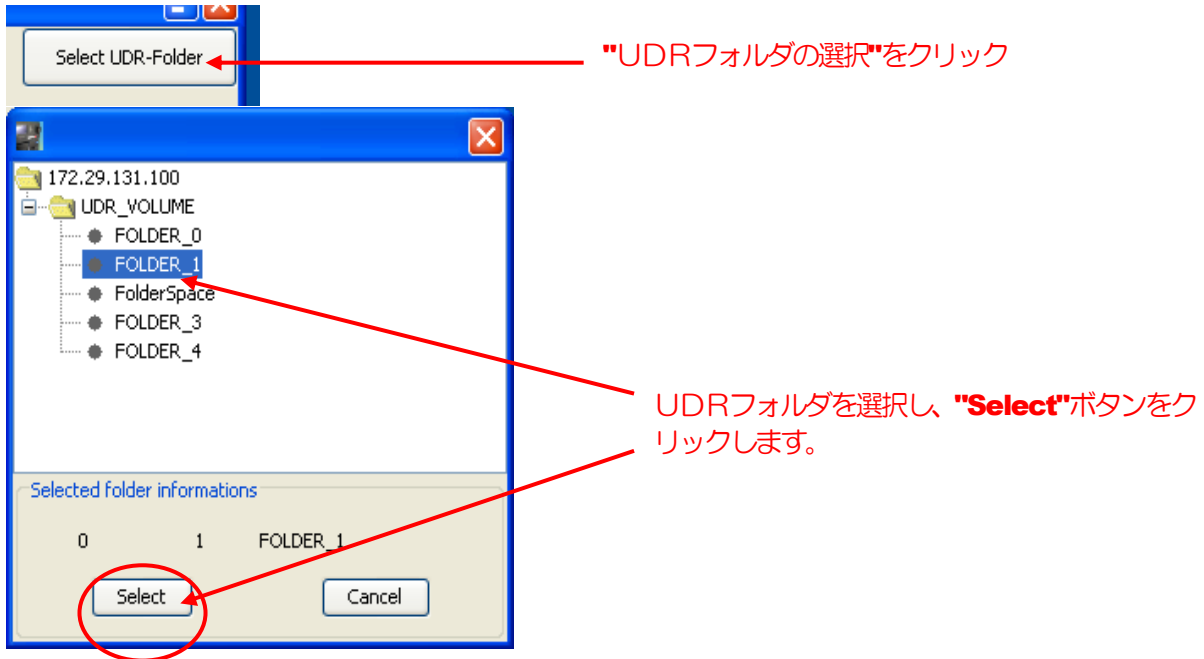 Select UDR-Folder
"UDRフォルダの選択"をクリック
172.29.131.100
UDR_VOLUME
FOLDER_0
FOLDER_1
FolderSpace
FOLDER_3
FOLDER_4
UDRフォルダを選択し、"Select"ボタンをク
リックします。
Selected folder informations
0 1 FOLDER_1
Select Cancel